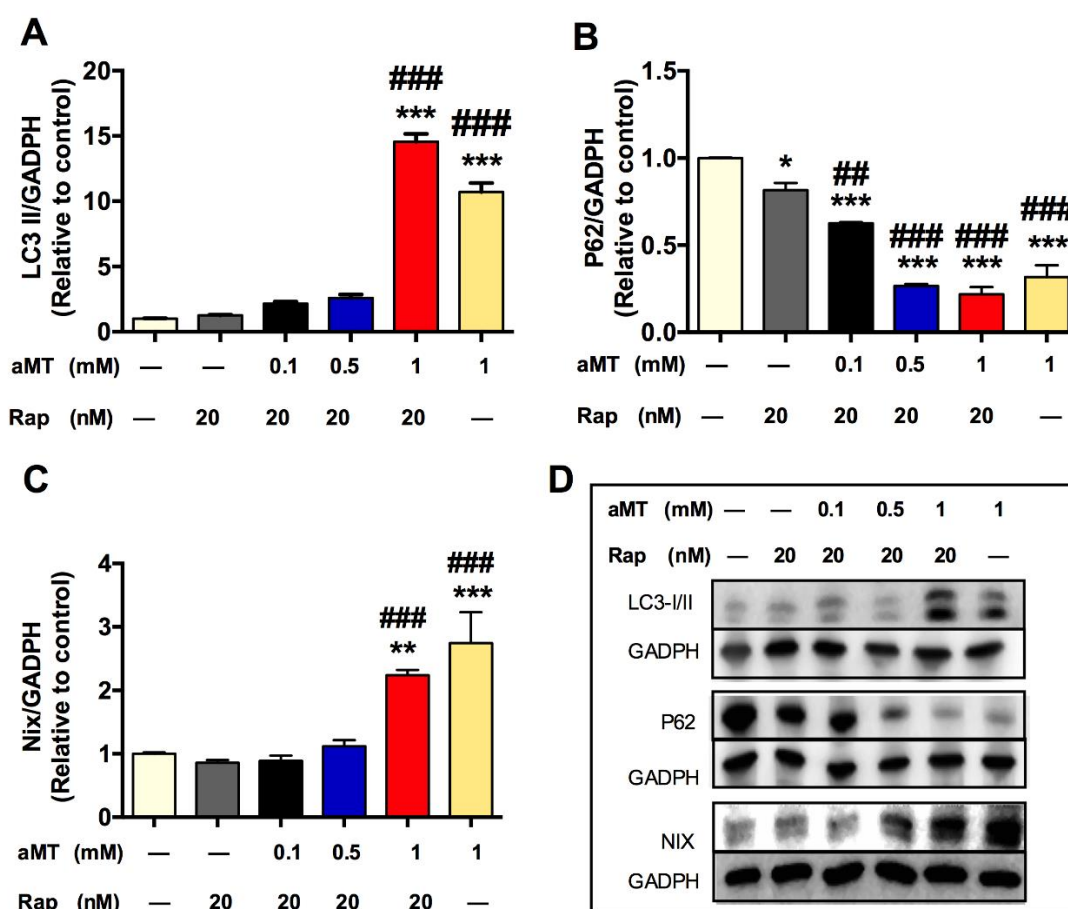 A
LC3 II/GADPH
(Relative to control)
20
15
10
5
0
###
***
###
***
aMT (mM) — — 0.1 0.5 1 1
Rap (nM) — 20 20 20 20 —
B
P62/GADPH
(Relative to control)
1.5
1.0
0.5
0.0
*
##
***
###
***
###
***
###
***
aMT (mM) — — 0.1 0.5 1 1
Rap (nM) — 20 20 20 20 —
C
Nix/GADPH
(Relative to control)
4
3
2
1
0
###
**
###
***
aMT (mM) — — 0.1 0.5 1 1
Rap (nM) — 20 20 20 20 —
D
aMT (mM) — — 0.1 0.5 1 1
Rap (nM) — 20 20 20 20 —
LC3-I/II
GADPH
P62
GADPH
NIX
GADPH